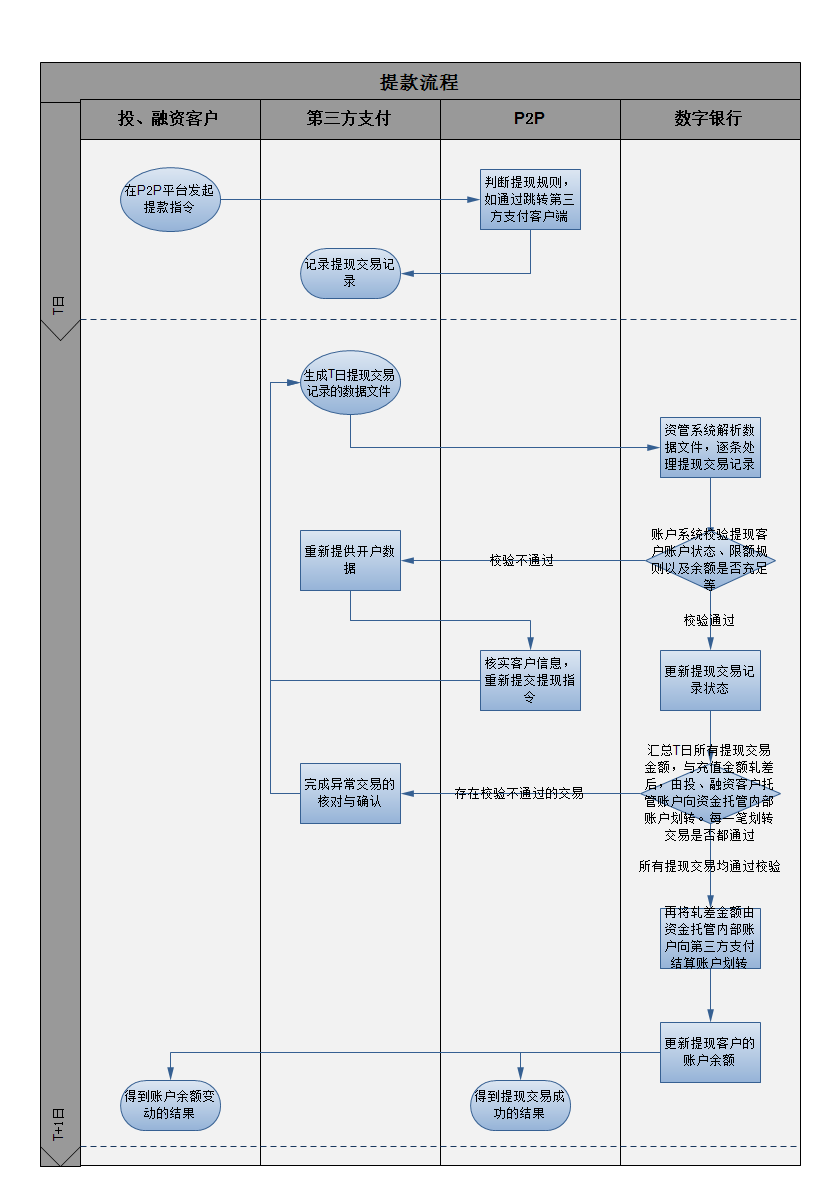 提款流程
投、融资客户
第三方支付
P2P
数字银行
在P2P平台发起
提款指令
判断提现规则，
如通过跳转第三
方支付客户端
记录提现交易记
录
T日
生成T日提现交易
记录的数据文件
资管系统解析数
据文件，逐条处
理提现交易记录
账户系统校验提现客
户账户状态、限额规
则以及余额是否充足
等
校验不通过
重新提供开户数
据
校验通过
核实客户信息，
重新提交提现指
令
更新提现交易记
录状态
汇总T日所有提现交易
金额，与充值金额轧差
后，由投、融资客户托
管账户向资金托管内部
账户划转。每一笔划转
交易是否都通过
存在校验不通过的交易
完成异常交易的
核对与确认
所有提现交易均通过校验
再将轧差金额由
资金托管内部账
户向第三方支付
结算账户划转
更新提现客户的
账户余额
得到账户余额变
动的结果
得到提现交易成
功的结果
T+1日